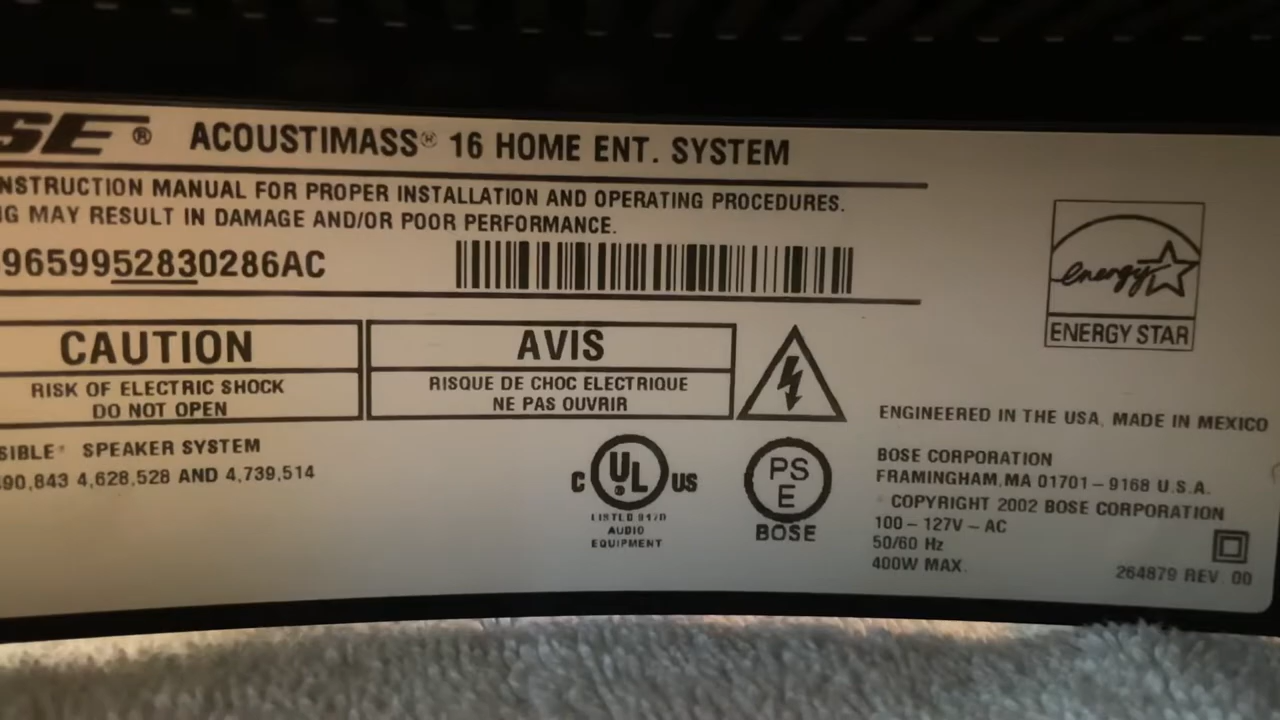 SE® ACOUSTIMASS® 16 HOME ENT. SYSTEM
NSTRUCTION MANUAL FOR PROPER INSTALLATION AND OPERATING PROCEDURES.
NG MAY RESULT IN DAMAGE AND/OR POOR PERFORMANCE.
965995283028 6AC
energy
ENERGY STAR
CAUTION
RISK OF ELECTRIC SHOCK
DO NOT OPEN
AVIS
RISQUE DE CHOC ELECTRIQUE
NE PAS OUVRIR
SIBLE® SPEAKER SYSTEM
90,843 4,628,528 AND 4,739,514
C UL US
LISTED
AUDIO
EQUIPMENT
PS
E
BOSE
ENGINEERED IN THE USA, MADE IN MEXICO
BOSE CORPORATION
FRAMINGHAM, MA 01701-9168 U.S.A.
COPYRIGHT 2002 BOSE CORPORATION
100-127V~AC
50/60 Hz
400W MAX.
264879 REV. 00